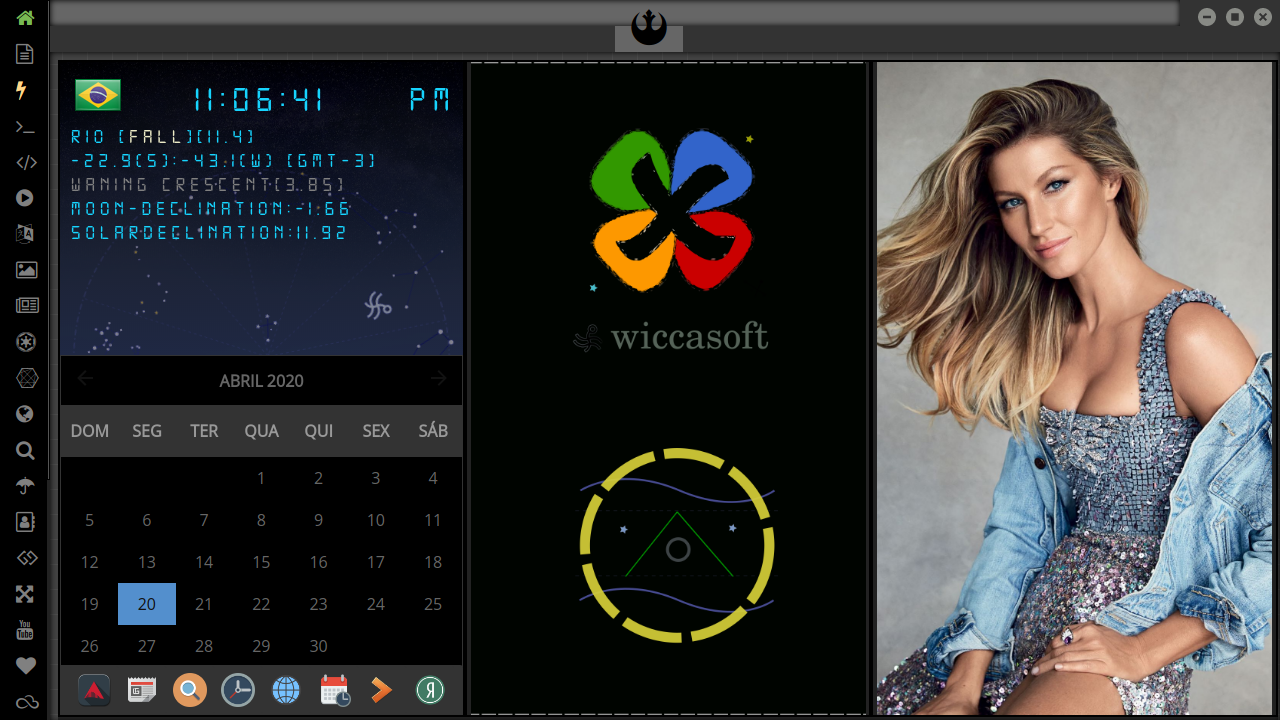 11:06:41 PM
RIO [FALL][11.4]
-22.9(S):-43.1(W) [GMT-3]
WANING CRESCENT[3.85]
MOON-DECLINATION:-1.66
SOLARDECLINATION:11.92
ABRIL 2020
DOM SEG TER QUA QUI SEX SÁB
1 2 3 4
5 6 7 8 9 10 11
12 13 14 15 16 17 18
19 20 21 22 23 24 25
26 27 28 29 30
wiccasoft
You
Tube
Я